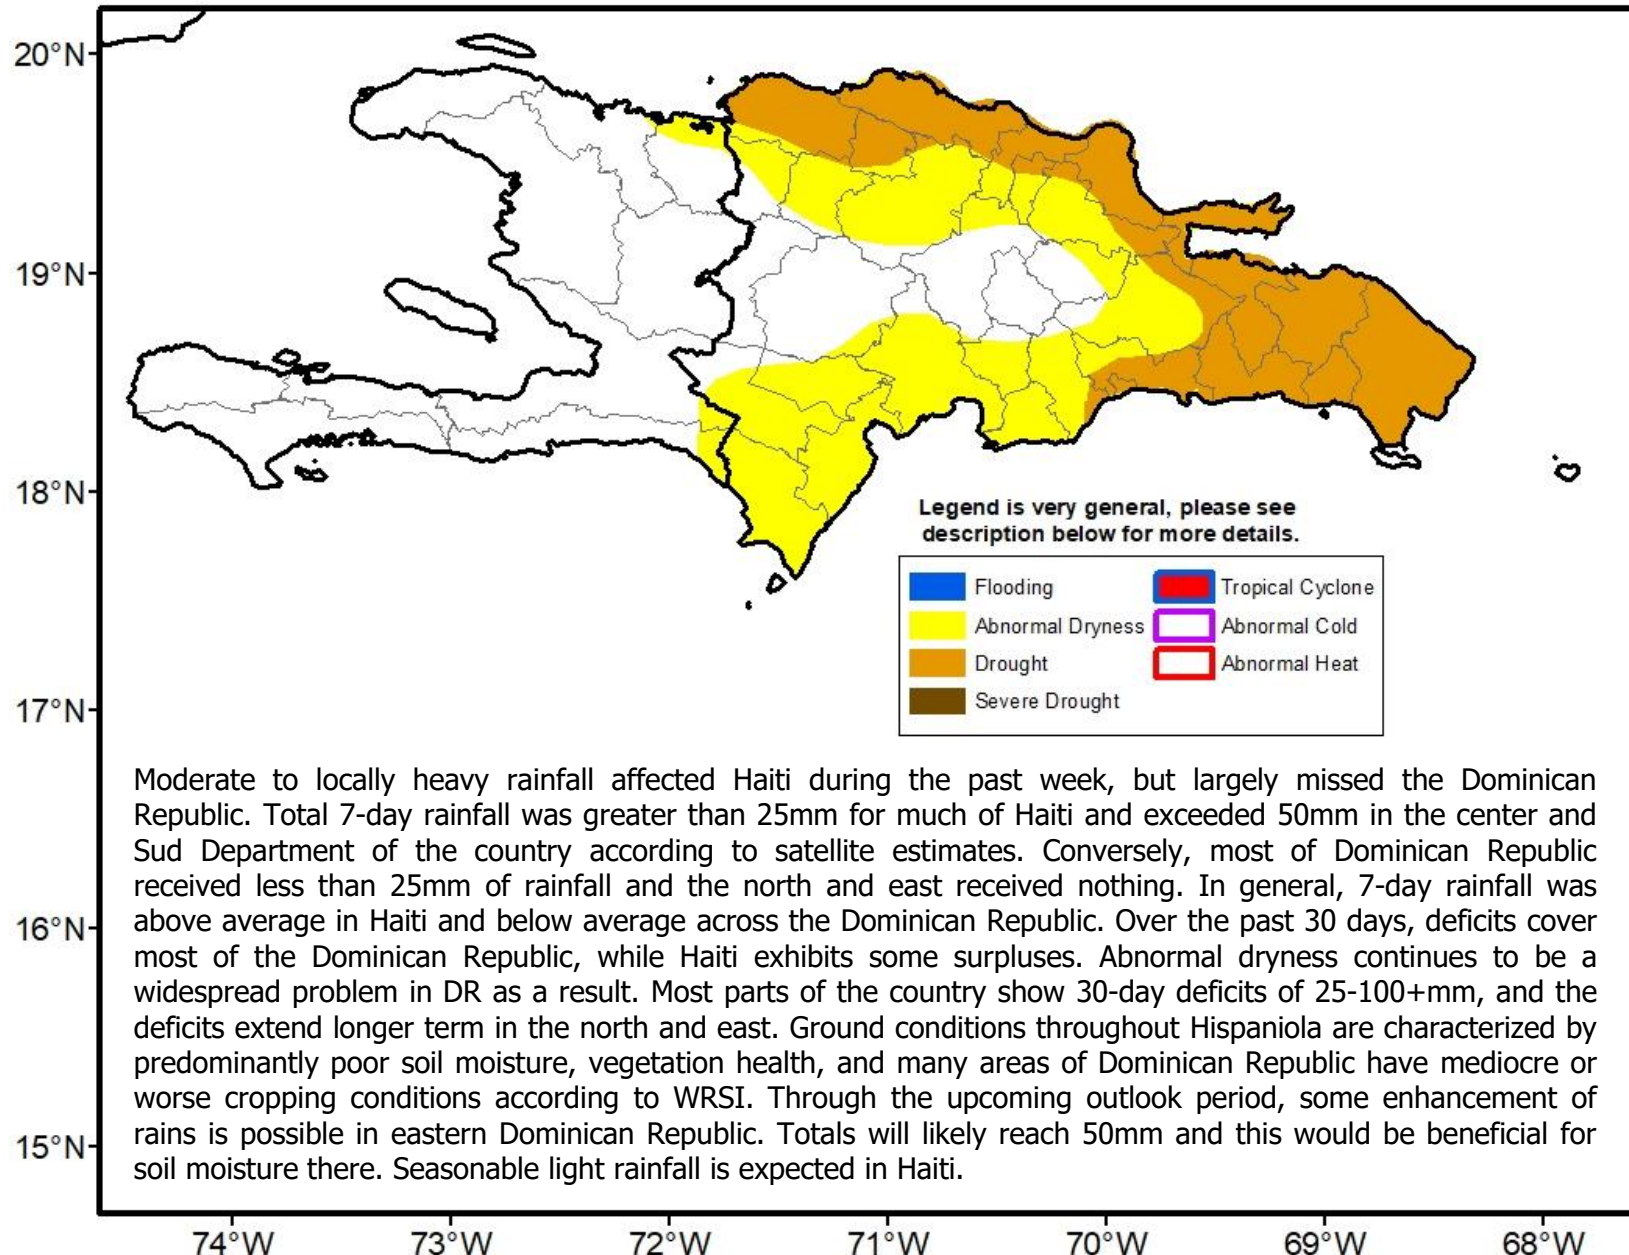 20°N
19°N
18°N
17°N
16°N
15°N
Legend is very general, please see
description below for more details.
Flooding
Tropical Cyclone
Abnormal Dryness
Abnormal Cold
Drought
Abnormal Heat
Severe Drought
Moderate to locally heavy rainfall affected Haiti during the past week, but largely missed the Dominican
Republic. Total 7-day rainfall was greater than 25mm for much of Haiti and exceeded 50mm in the center and
Sud Department of the country according to satellite estimates. Conversely, most of Dominican Republic
received less than 25mm of rainfall and the north and east received nothing. In general, 7-day rainfall was
above average in Haiti and below average across the Dominican Republic. Over the past 30 days, deficits cover
most of the Dominican Republic, while Haiti exhibits some surpluses. Abnormal dryness continues to be a
widespread problem in DR as a result. Most parts of the country show 30-day deficits of 25-100+mm, and the
deficits extend longer term in the north and east. Ground conditions throughout Hispaniola are characterized by
predominantly poor soil moisture, vegetation health, and many areas of Dominican Republic have mediocre or
worse cropping conditions according to WRSI. Through the upcoming outlook period, some enhancement of
rains is possible in eastern Dominican Republic. Totals will likely reach 50mm and this would be beneficial for
soil moisture there. Seasonable light rainfall is expected in Haiti.
74°W 73°W 72°W 71°W 70°W 69°W 68°W